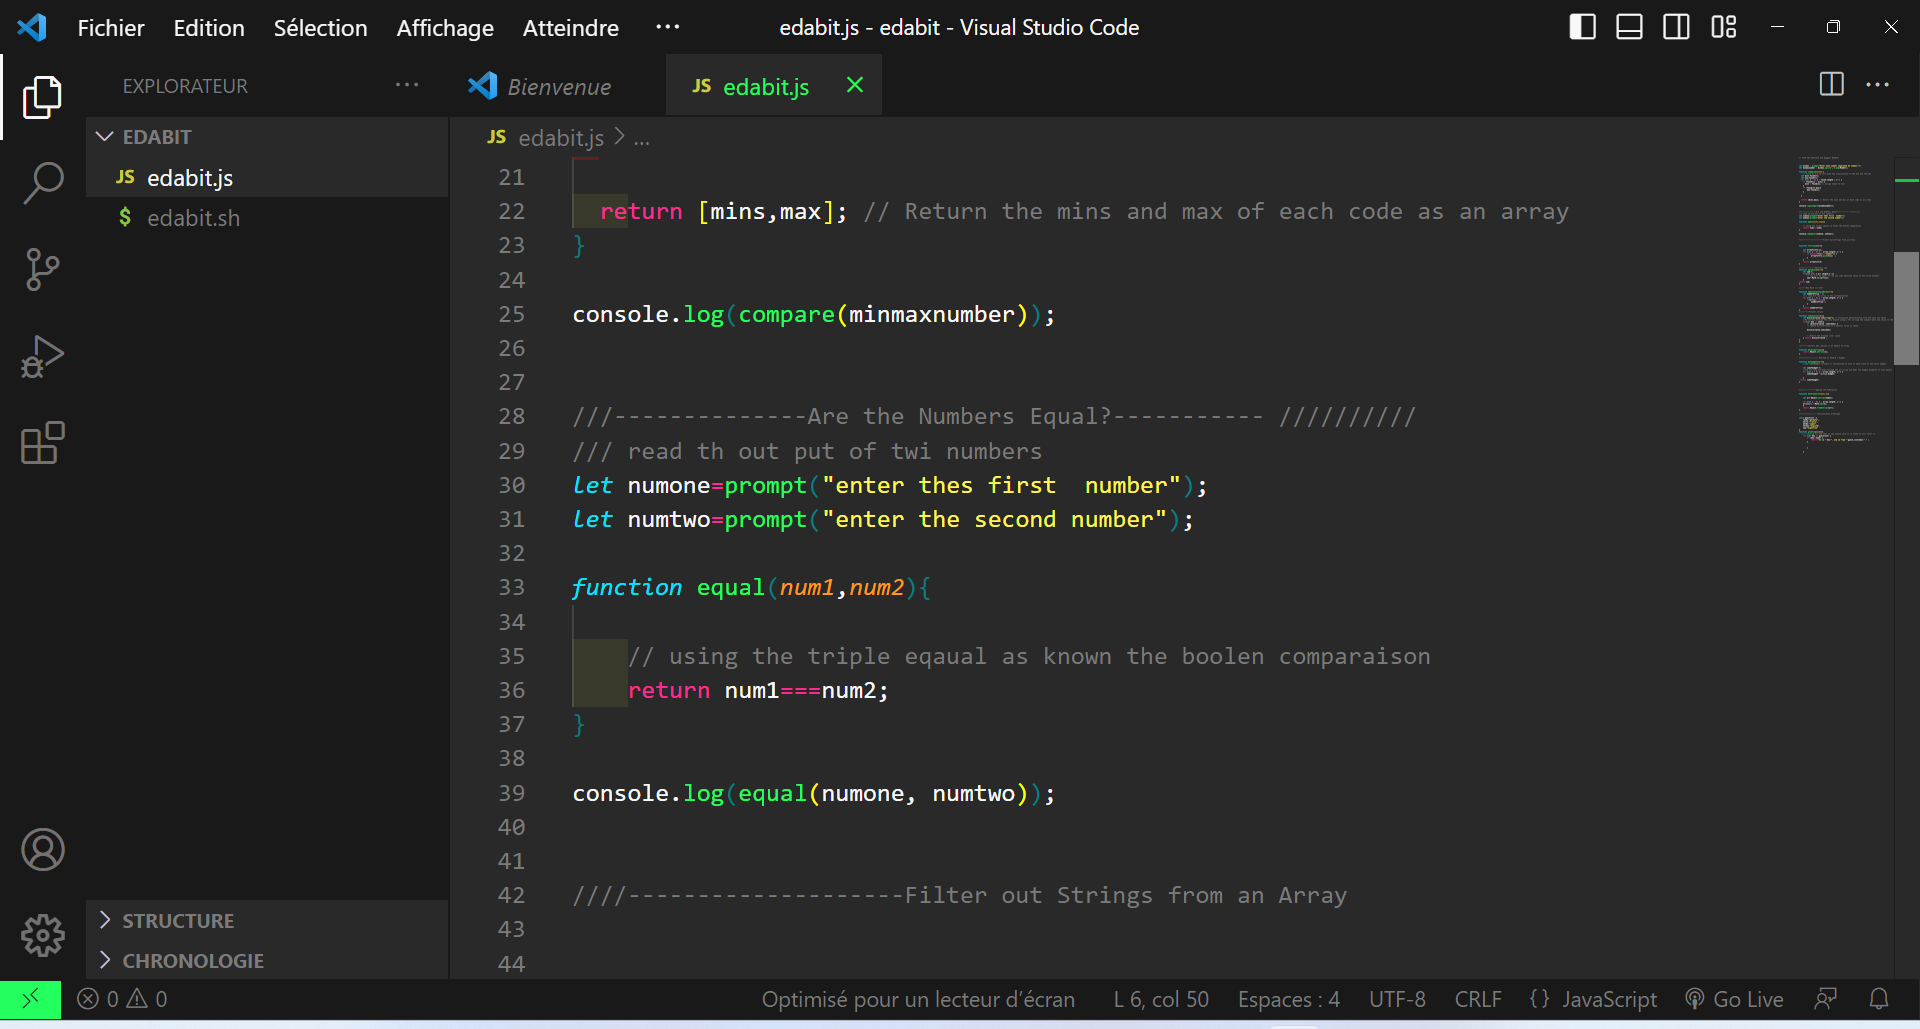 Fichier Edition Sélection Affichage Atteindre ··· edabit.js - edabit - Visual Studio Code
EXPLORATEUR ···
Bienvenue JS edabit.js
EDABIT
JS edabit.js
$ edabit.sh
STRUCTURE
CHRONOLOGIE
JS edabit.js > ...
21
22 return [mins,max]; // Return the mins and max of each code as an array
23 }
24
25 console.log(compare(minmaxnumber));
26
27
28 ///--------------Are the Numbers Equal?----------- //////////
29 /// read th out put of twi numbers
30 let numone=prompt("enter thes first  number");
31 let numtwo=prompt("enter the second number");
32
33 function equal(num1,num2){
34
35 // using the triple eqaual as known the boolen comparaison
36 return num1===num2;
37 }
38
39 console.log(equal(numone, numtwo));
40
41
42 ////--------------------Filter out Strings from an Array
43
44
0 0 Optimisé pour un lecteur d'écran L 6, col 50 Espaces : 4 UTF-8 CRLF {} JavaScript Go Live